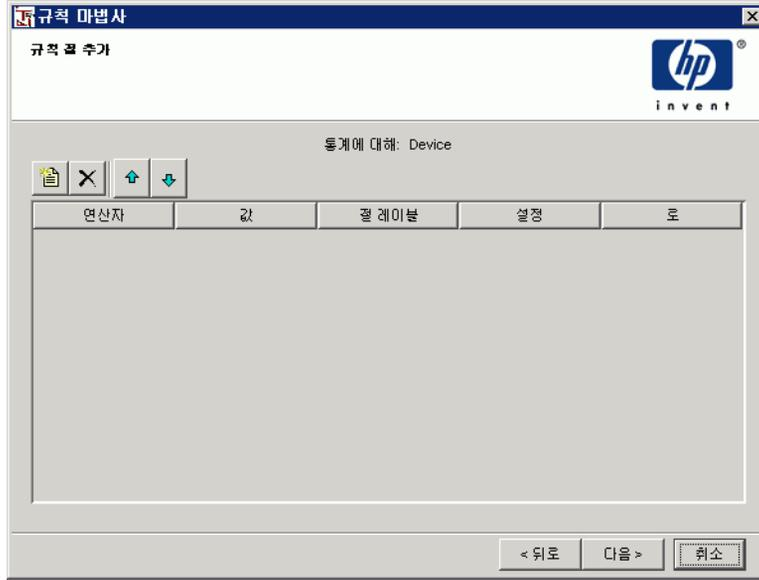 규칙 마법사
규칙 절 추가
hp
®
invent
통계에 대해: Device
연산자 값 절 레이블 설정 로
< 뒤로 다음 > 취소